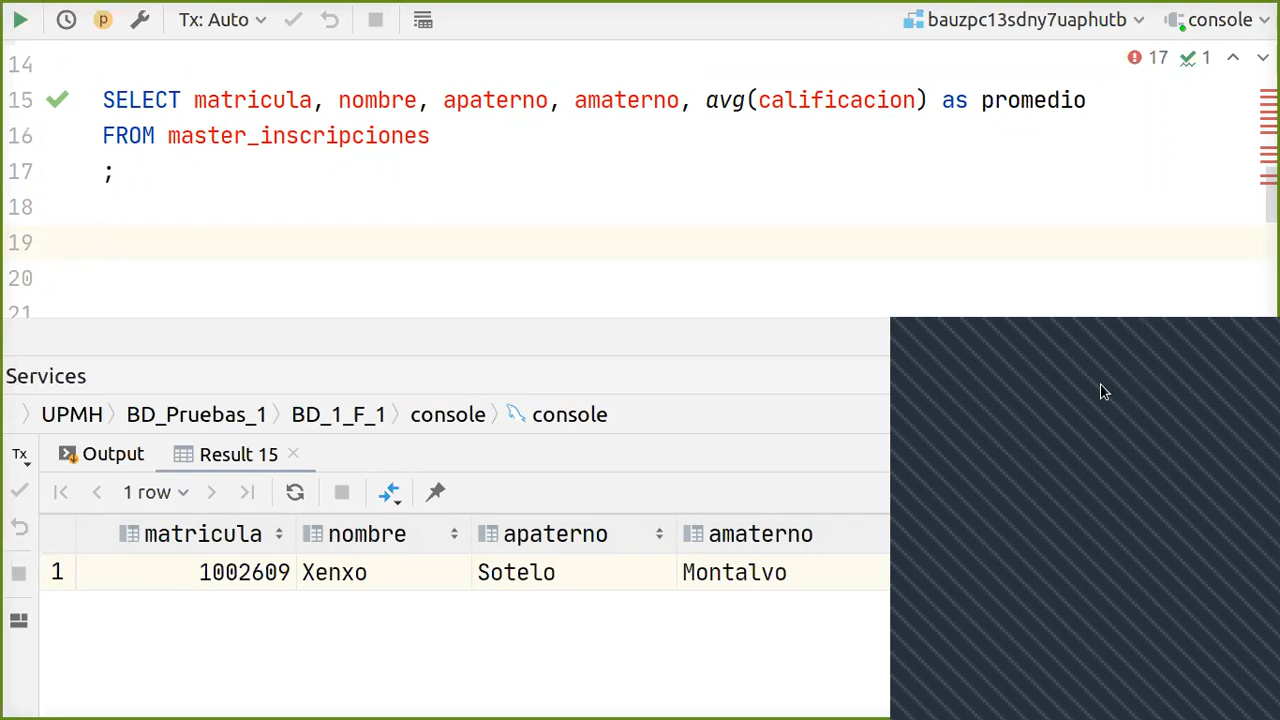 Tx: Auto
bauzpc13sdny7uaphutb
console
14
17 1
15 SELECT matricula, nombre, apaterno, amaterno, avg(calificacion) as promedio
16 FROM master_inscripciones
17 ;
18
19
20
21
Services
UPMH BD_Pruebas_1 BD_1_F_1 console console
Tx Output Result 15
1 row
matricula nombre apaterno amaterno
1 1002609 Xenxo Sotelo Montalvo